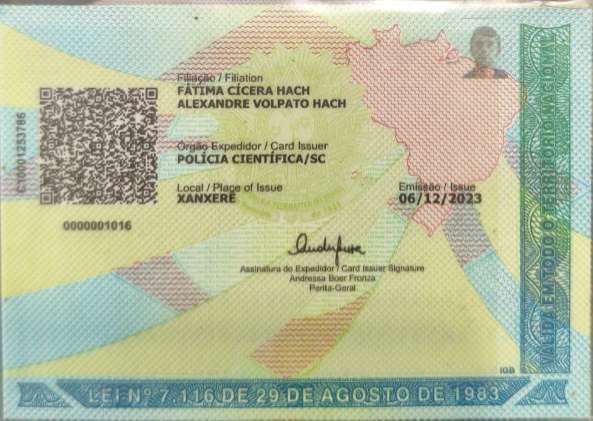 Filiação / Filiation
FÁTIMA CÍCERA HACH
ALEXANDRE VOLPATO HACH
Órgão Expedidor / Card Issuer
POLÍCIA CIENTÍFICA/SC
Local / Place of Issue
XANXERÊ
Emissão / Issue
06/12/2023
0000001016
Assinatura do Expedidor / Card Issuer Signature
Andressa Boer Fronza
Perita-Geral
IGB
VÁLIDA EM TODO O TERRITÓRIO NACIONAL
LEI Nº 7.116 DE 29 DE AGOSTO DE 1983